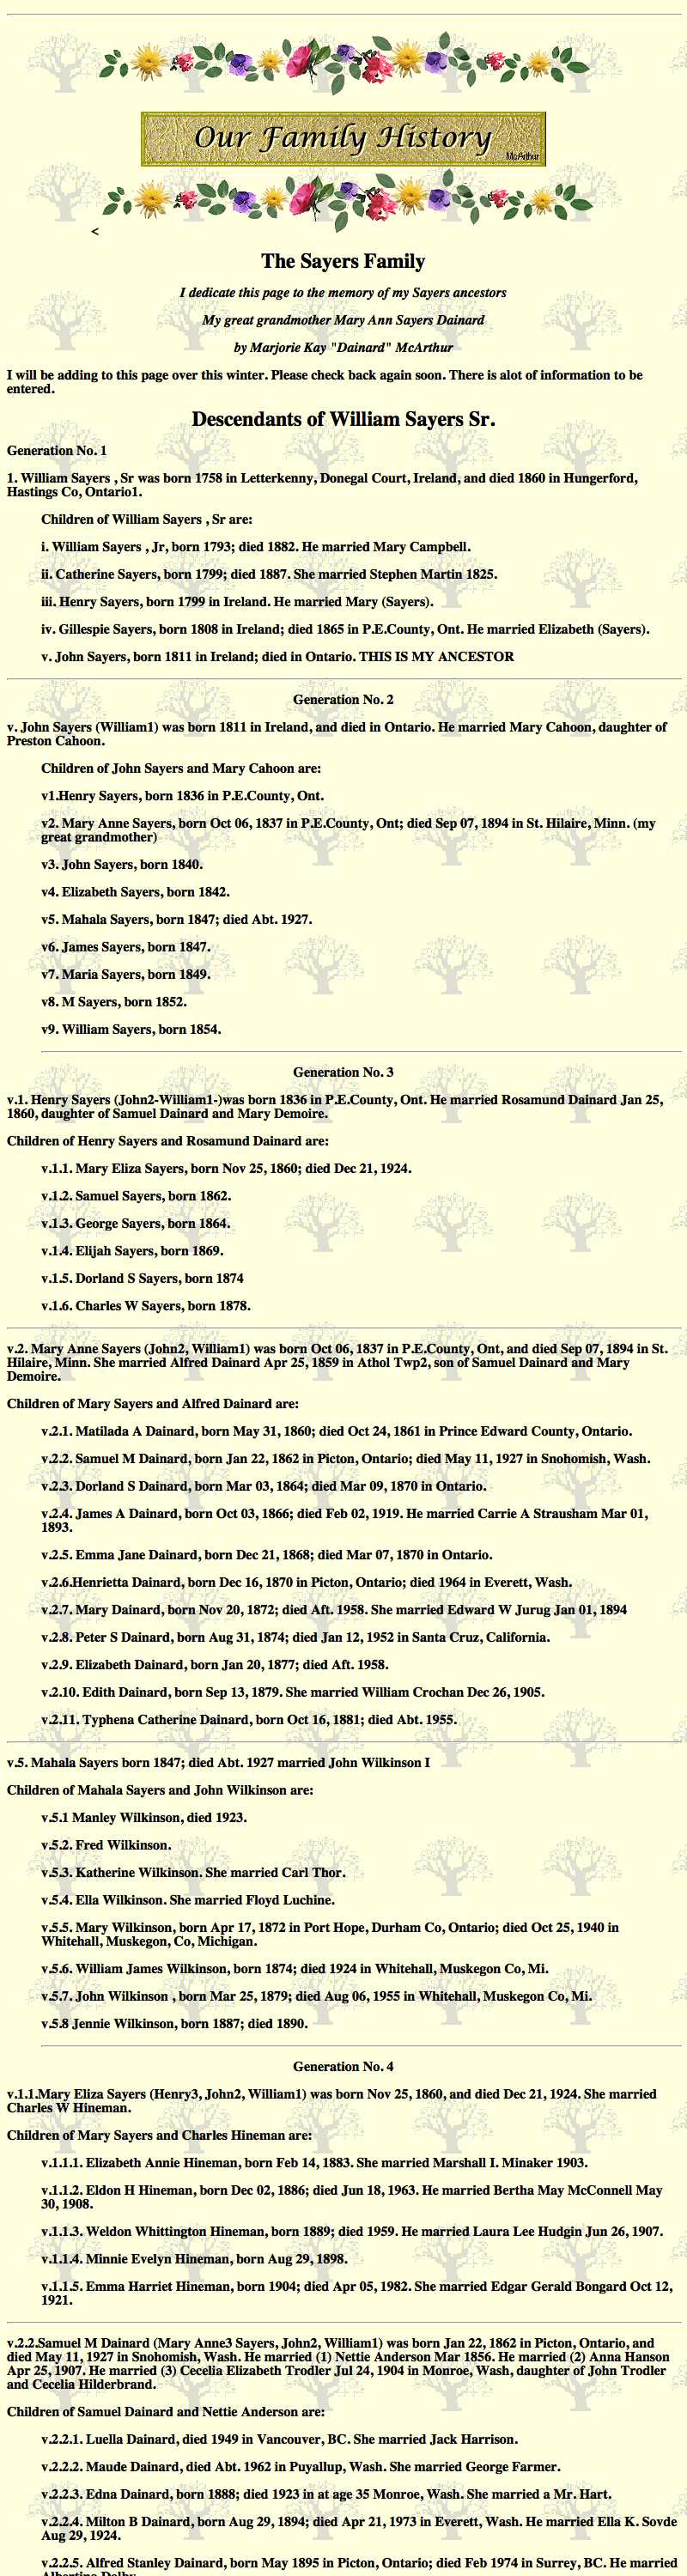 Our Family History
McArthur
<
The Sayers Family
I dedicate this page to the memory of my Sayers ancestors
My great grandmother Mary Ann Sayers Dainard
by Marjorie Kay "Dainard" McArthur
I will be adding to this page over this winter. Please check back again soon. There is alot of information to be
entered.
Descendants of William Sayers Sr.
Generation No. 1
1. William Sayers , Sr was born 1758 in Letterkenny, Donegal Court, Ireland, and died 1860 in Hungerford,
Hastings Co, Ontario1.
Children of William Sayers , Sr are:
i. William Sayers , Jr, born 1793; died 1882. He married Mary Campbell.
ii. Catherine Sayers, born 1799; died 1887. She married Stephen Martin 1825.
iii. Henry Sayers, born 1799 in Ireland. He married Mary (Sayers).
iv. Gillespie Sayers, born 1808 in Ireland; died 1865 in P.E.County, Ont. He married Elizabeth (Sayers).
v. John Sayers, born 1811 in Ireland; died in Ontario. THIS IS MY ANCESTOR
Generation No. 2
v. John Sayers (William1) was born 1811 in Ireland, and died in Ontario. He married Mary Cahoon, daughter of
Preston Cahoon.
Children of John Sayers and Mary Cahoon are:
v1.Henry Sayers, born 1836 in P.E.County, Ont.
v2. Mary Anne Sayers, born Oct 06, 1837 in P.E.County, Ont; died Sep 07, 1894 in St. Hilaire, Minn. (my
great grandmother)
v3. John Sayers, born 1840.
v4. Elizabeth Sayers, born 1842.
v5. Mahala Sayers, born 1847; died Abt. 1927.
v6. James Sayers, born 1847.
v7. Maria Sayers, born 1849.
v8. M Sayers, born 1852.
v9. William Sayers, born 1854.
Generation No. 3
v.1. Henry Sayers (John2-William1-)was born 1836 in P.E.County, Ont. He married Rosamund Dainard Jan 25,
1860, daughter of Samuel Dainard and Mary Demoire.
Children of Henry Sayers and Rosamund Dainard are:
v.1.1. Mary Eliza Sayers, born Nov 25, 1860; died Dec 21, 1924.
v.1.2. Samuel Sayers, born 1862.
v.1.3. George Sayers, born 1864.
v.1.4. Elijah Sayers, born 1869.
v.1.5. Dorland S Sayers, born 1874
v.1.6. Charles W Sayers, born 1878.
v.2. Mary Anne Sayers (John2, William1) was born Oct 06, 1837 in P.E.County, Ont, and died Sep 07, 1894 in St.
Hilaire, Minn. She married Alfred Dainard Apr 25, 1859 in Athol Twp2, son of Samuel Dainard and Mary
Demoire.
Children of Mary Sayers and Alfred Dainard are:
v.2.1. Matilada A Dainard, born May 31, 1860; died Oct 24, 1861 in Prince Edward County, Ontario.
v.2.2. Samuel M Dainard, born Jan 22, 1862 in Picton, Ontario; died May 11, 1927 in Snohomish, Wash.
v.2.3. Dorland S Dainard, born Mar 03, 1864; died Mar 09, 1870 in Ontario.
v.2.4. James A Dainard, born Oct 03, 1866; died Feb 02, 1919. He married Carrie A Strausham Mar 01,
1893.
v.2.5. Emma Jane Dainard, born Dec 21, 1868; died Mar 07, 1870 in Ontario.
v.2.6.Henrietta Dainard, born Dec 16, 1870 in Picton, Ontario; died 1964 in Everett, Wash.
v.2.7. Mary Dainard, born Nov 20, 1872; died Aft. 1958. She married Edward W Jurug Jan 01, 1894
v.2.8. Peter S Dainard, born Aug 31, 1874; died Jan 12, 1952 in Santa Cruz, California.
v.2.9. Elizabeth Dainard, born Jan 20, 1877; died Aft. 1958.
v.2.10. Edith Dainard, born Sep 13, 1879. She married William Crochan Dec 26, 1905.
v.2.11. Typhena Catherine Dainard, born Oct 16, 1881; died Abt. 1955.
v.5. Mahala Sayers born 1847; died Abt. 1927 married John Wilkinson I
Children of Mahala Sayers and John Wilkinson are:
v.5.1 Manley Wilkinson, died 1923.
v.5.2. Fred Wilkinson.
v.5.3. Katherine Wilkinson. She married Carl Thor.
v.5.4. Ella Wilkinson. She married Floyd Luchine.
v.5.5. Mary Wilkinson, born Apr 17, 1872 in Port Hope, Durham Co, Ontario; died Oct 25, 1940 in
Whitehall, Muskegon, Co, Michigan.
v.5.6. William James Wilkinson, born 1874; died 1924 in Whitehall, Muskegon Co, Mi.
v.5.7. John Wilkinson , born Mar 25, 1879; died Aug 06, 1955 in Whitehall, Muskegon Co, Mi.
v.5.8 Jennie Wilkinson, born 1887; died 1890.
Generation No. 4
v.1.1.Mary Eliza Sayers (Henry3, John2, William1) was born Nov 25, 1860, and died Dec 21, 1924. She married
Charles W Hineman.
Children of Mary Sayers and Charles Hineman are:
v.1.1.1. Elizabeth Annie Hineman, born Feb 14, 1883. She married Marshall I. Minaker 1903.
v.1.1.2. Eldon H Hineman, born Dec 02, 1886; died Jun 18, 1963. He married Bertha May McConnell May
30, 1908.
v.1.1.3. Weldon Whittington Hineman, born 1889; died 1959. He married Laura Lee Hudgin Jun 26, 1907.
v.1.1.4. Minnie Evelyn Hineman, born Aug 29, 1898.
v.1.1.5. Emma Harriet Hineman, born 1904; died Apr 05, 1982. She married Edgar Gerald Bongard Oct 12,
1921.
v.2.2.Samuel M Dainard (Mary Anne3 Sayers, John2, William1) was born Jan 22, 1862 in Picton, Ontario, and
died May 11, 1927 in Snohomish, Wash. He married (1) Nettie Anderson Mar 1856. He married (2) Anna Hanson
Apr 25, 1907. He married (3) Cecelia Elizabeth Trodler Jul 24, 1904 in Monroe, Wash, daughter of John Trodler
and Cecelia Hilderbrand.
Children of Samuel Dainard and Nettie Anderson are:
v.2.2.1. Luella Dainard, died 1949 in Vancouver, BC. She married Jack Harrison.
v.2.2.2. Maude Dainard, died Abt. 1962 in Puyallup, Wash. She married George Farmer.
v.2.2.3. Edna Dainard, born 1888; died 1923 in at age 35 Monroe, Wash. She married a Mr. Hart.
v.2.2.4. Milton B Dainard, born Aug 29, 1894; died Apr 21, 1973 in Everett, Wash. He married Ella K. Sovde
Aug 29, 1924.
v.2.2.5. Alfred Stanley Dainard, born May 1895 in Picton, Ontario; died Feb 1974 in Surrey, BC. He married